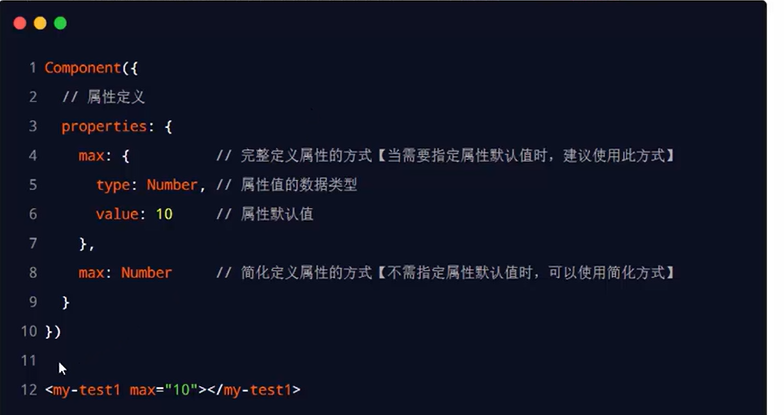 1 Component({
2 // 属性定义
3 properties: {
4 max: { // 完整定义属性的方式【当需要指定属性默认值时，建议使用此方式】
5 type: Number, // 属性值的数据类型
6 value: 10 // 属性默认值
7 },
8 max: Number // 简化定义属性的方式【不需指定属性默认值时，可以使用简化方式】
9 }
10 })
11
12 <my-test1 max="10"></my-test1>